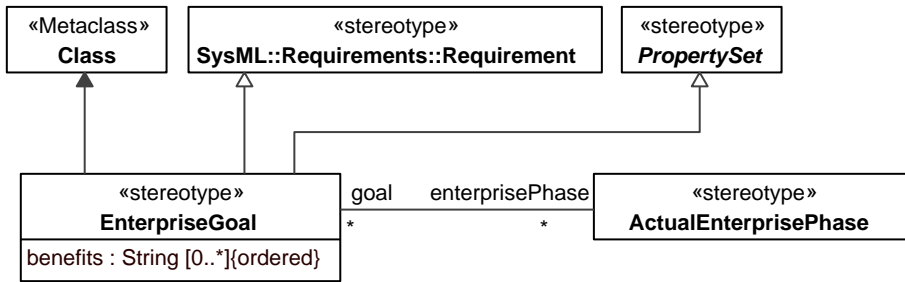 «Metaclass»
Class
«stereotype»
SysML::Requirements::Requirement
«stereotype»
PropertySet
«stereotype»
EnterpriseGoal
benefits : String [0..*]{ordered}
goal
*
enterprisePhase
*
«stereotype»
ActualEnterprisePhase